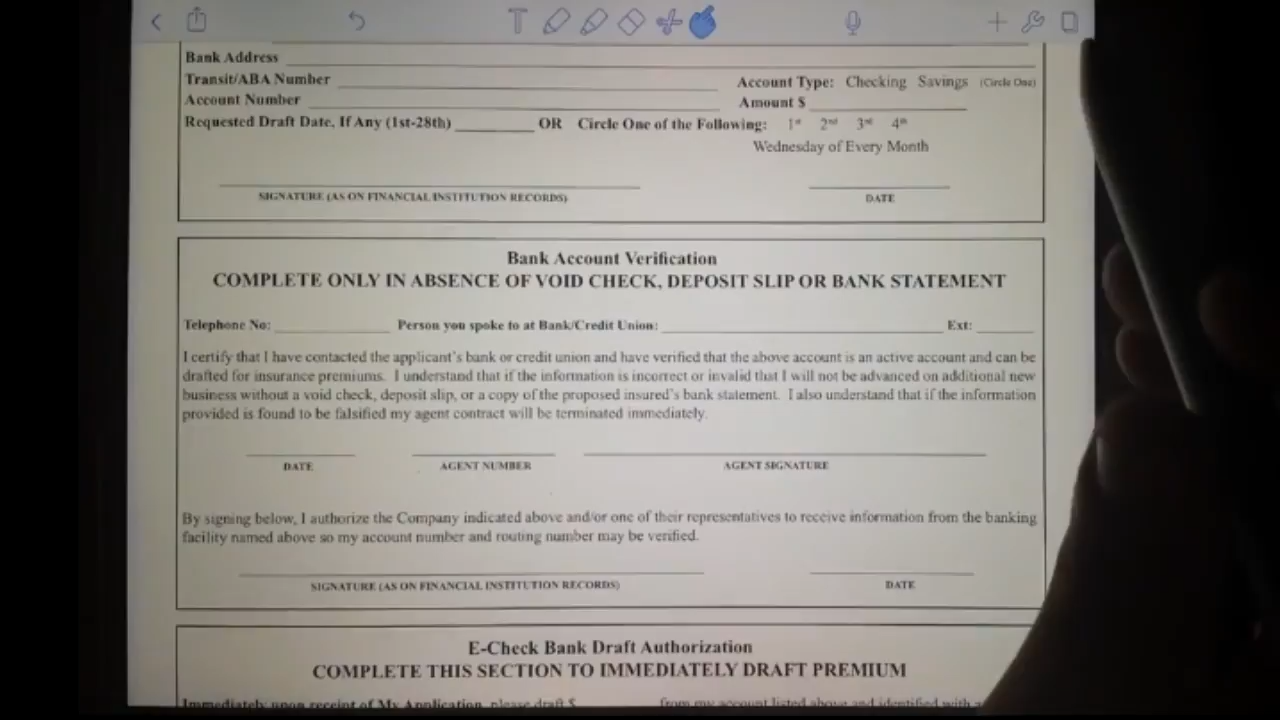 T
Bank Address
Transit/ABA Number Account Type: Checking Savings (Circle One)
Account Number Amount $
Requested Draft Date, If Any (1st-28th) OR Circle One of the Following: 1st 2nd 3rd 4th
Wednesday of Every Month
SIGNATURE (AS ON FINANCIAL INSTITUTION RECORDS) DATE
Bank Account Verification
COMPLETE ONLY IN ABSENCE OF VOID CHECK, DEPOSIT SLIP OR BANK STATEMENT
Telephone No: Person you spoke to at Bank/Credit Union: Ext:
I certify that I have contacted the applicant's bank or credit union and have verified that the above account is an active account and can be
drafted for insurance premiums. I understand that if the information is incorrect or invalid that I will not be advanced on additional new
business without a void check, deposit slip, or a copy of the proposed insured's bank statement. I also understand that if the information
provided is found to be falsified my agent contract will be terminated immediately.
DATE AGENT NUMBER AGENT SIGNATURE
By signing below, I authorize the Company indicated above and/or one of their representatives to receive information from the banking
facility named above so my account number and routing number may be verified.
SIGNATURE (AS ON FINANCIAL INSTITUTION RECORDS) DATE
E-Check Bank Draft Authorization
COMPLETE THIS SECTION TO IMMEDIATELY DRAFT PREMIUM
Immediately upon receipt of My Application, please draft $ from my account listed above and identified with a